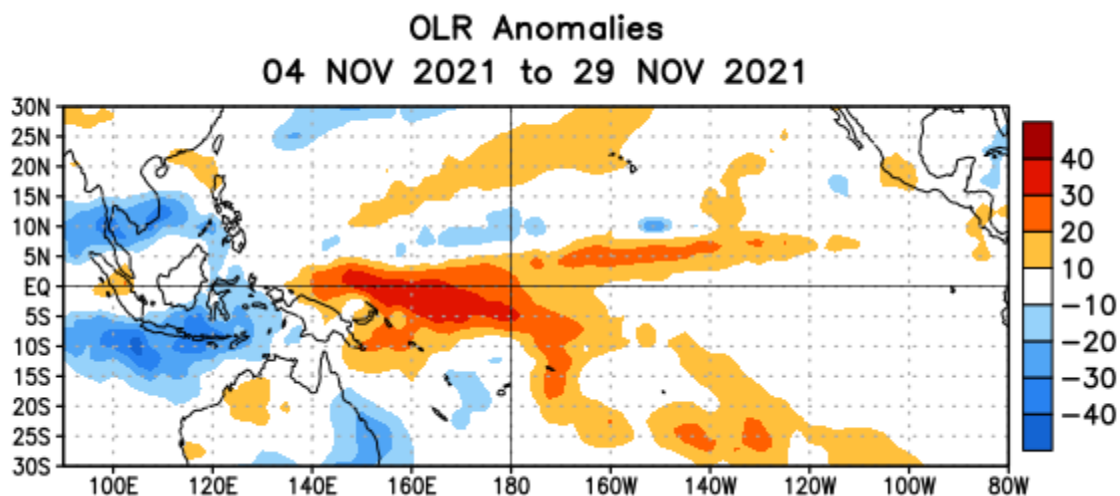 OLR Anomalies
04 NOV 2021 to 29 NOV 2021
30N
25N
20N
15N
10N
5N
EQ
5S
10S
15S
20S
25S
30S
100E 120E 140E 160E 180 160W 140W 120W 100W 80W
40
30
20
10
-10
-20
-30
-40